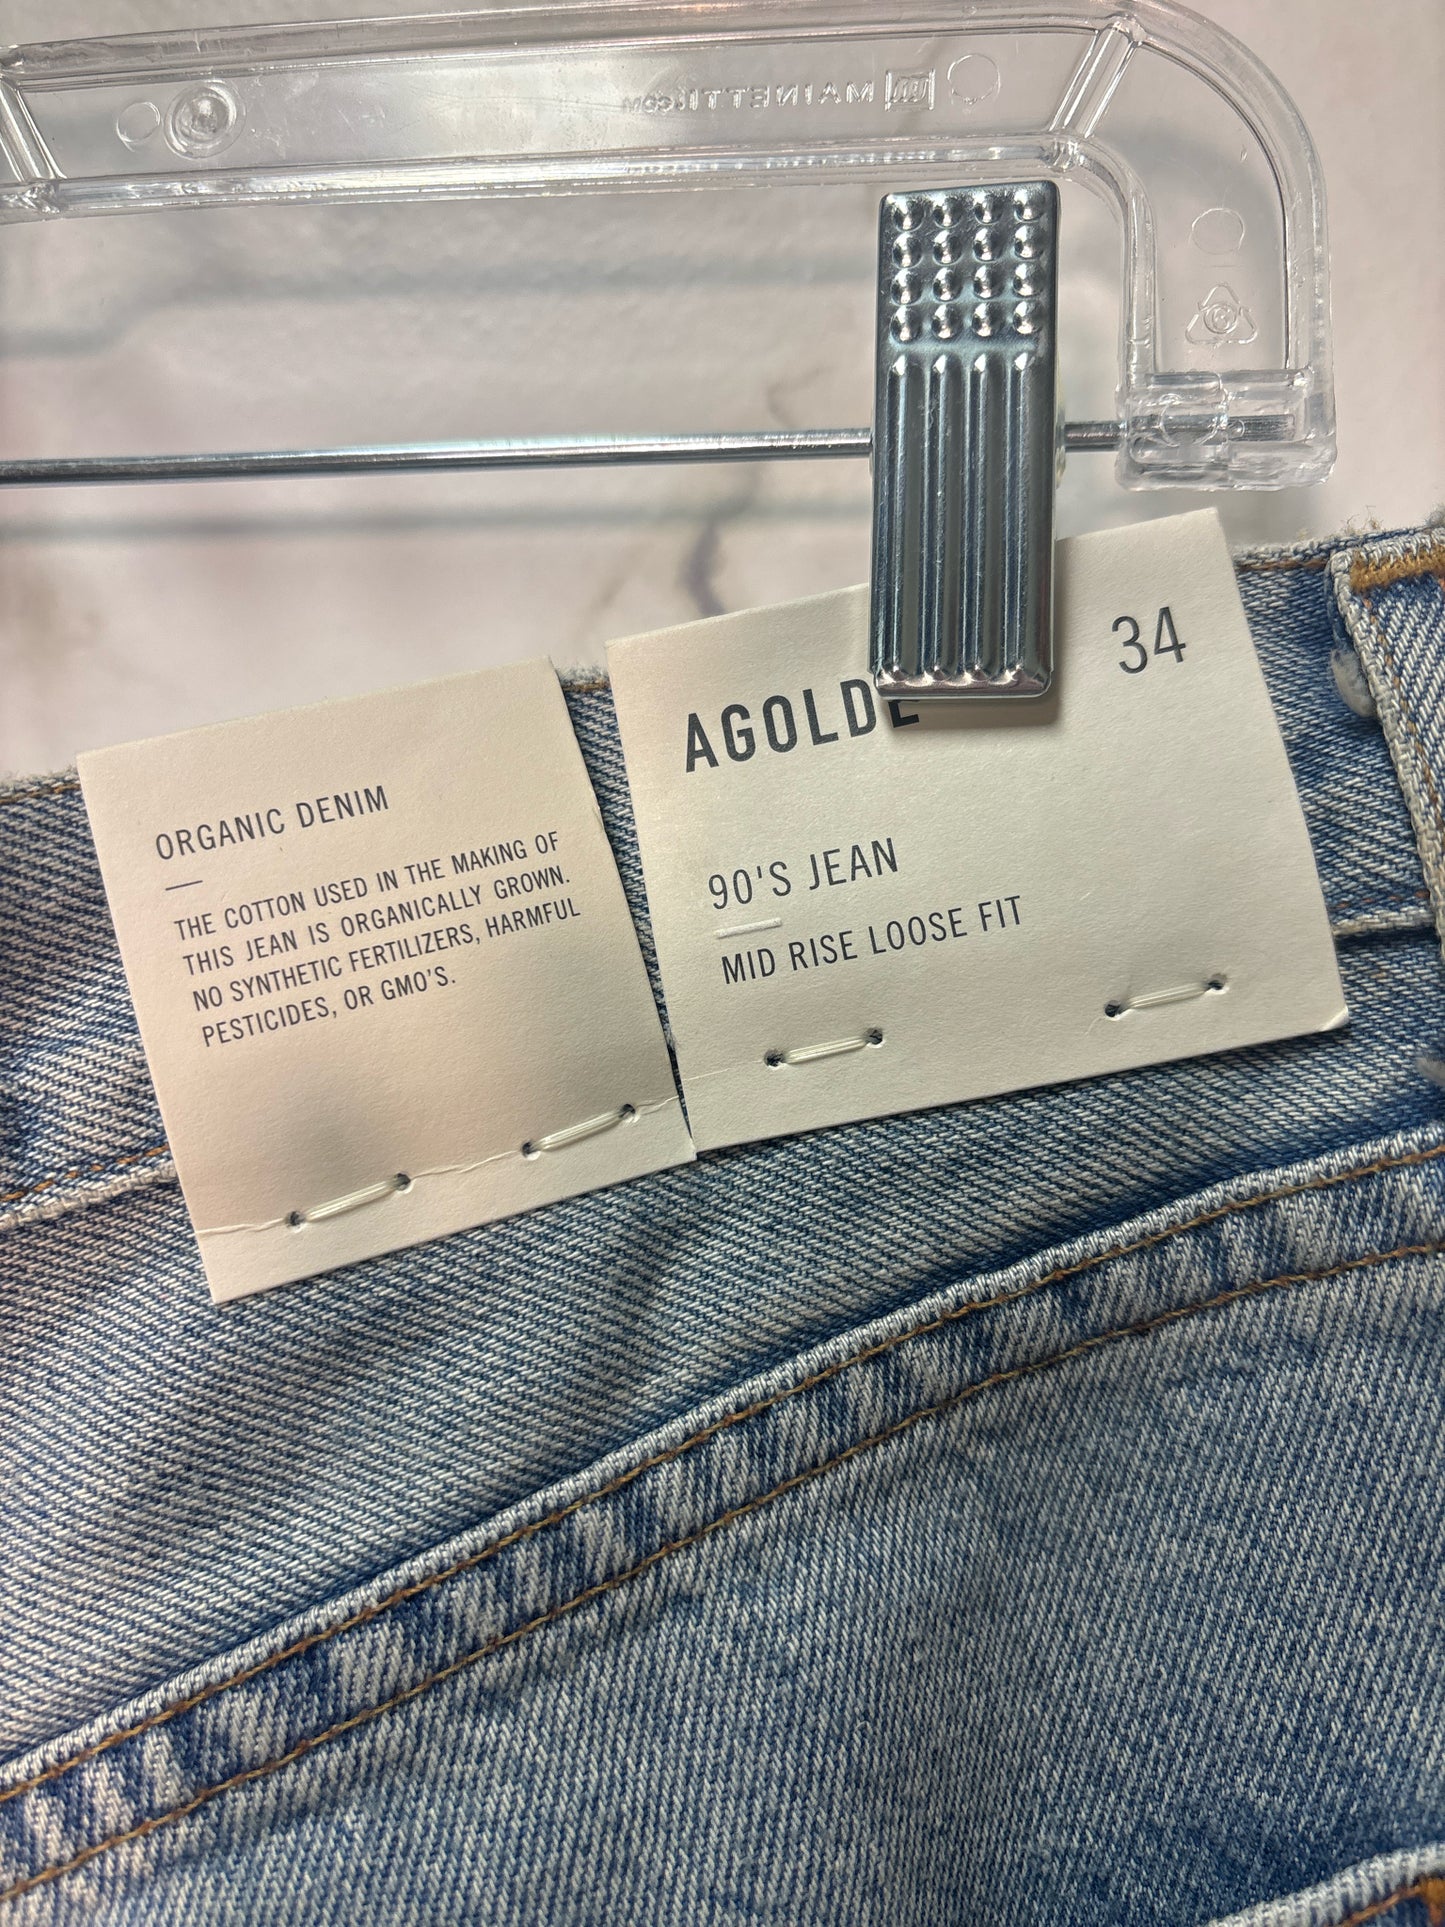 MAINETTI.COM
34
AGOLDE
90'S JEAN
MID RISE LOOSE FIT
ORGANIC DENIM
THE COTTON USED IN THE MAKING OF
THIS JEAN IS ORGANICALLY GROWN.
NO SYNTHETIC FERTILIZERS, HARMFUL
PESTICIDES, OR GMO'S.